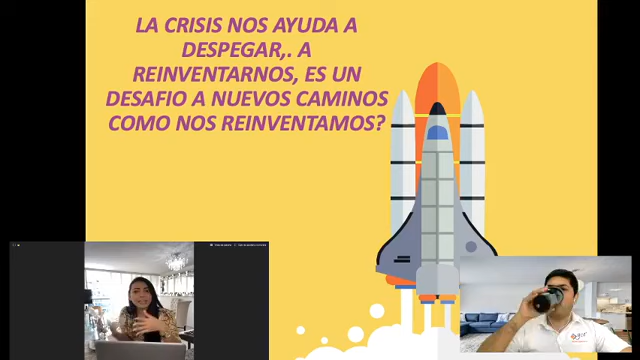 LA CRISIS NOS AYUDA A
DESPEGAR,. A
REINVENTARNOS, ES UN
DESAFIO A NUEVOS CAMINOS
COMO NOS REINVENTAMOS?